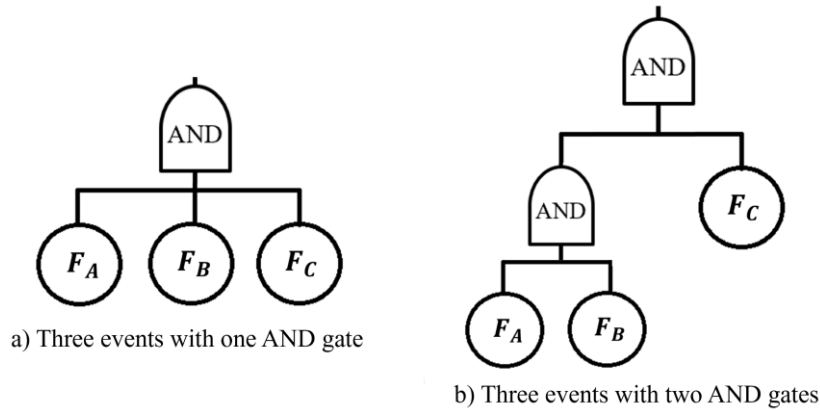 AND
F_A
F_B
F_C
a) Three events with one AND gate
AND
F_C
AND
F_A
F_B
b) Three events with two AND gates